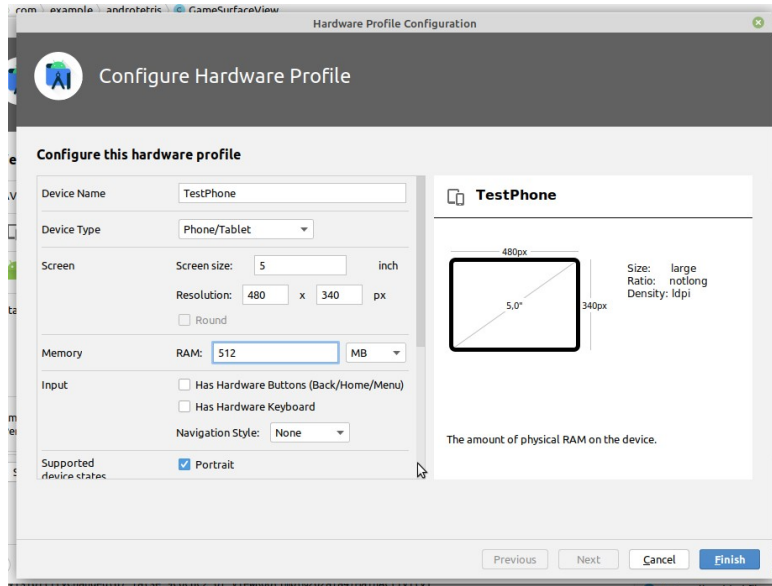 com example androtetris C GameSurfaceView
Hardware Profile Configuration
Configure Hardware Profile
Configure this hardware profile
Device Name TestPhone
Device Type Phone/Tablet
Screen Screen size: 5 inch
Resolution: 480 x 340 px
Round
Memory RAM: 512 MB
Input Has Hardware Buttons (Back/Home/Menu)
Has Hardware Keyboard
Navigation Style: None
Supported
device states
Portrait
TestPhone
480px
5,0"
340px
Size: large
Ratio: notlong
Density: ldpi
The amount of physical RAM on the device.
Previous Next Cancel Finish